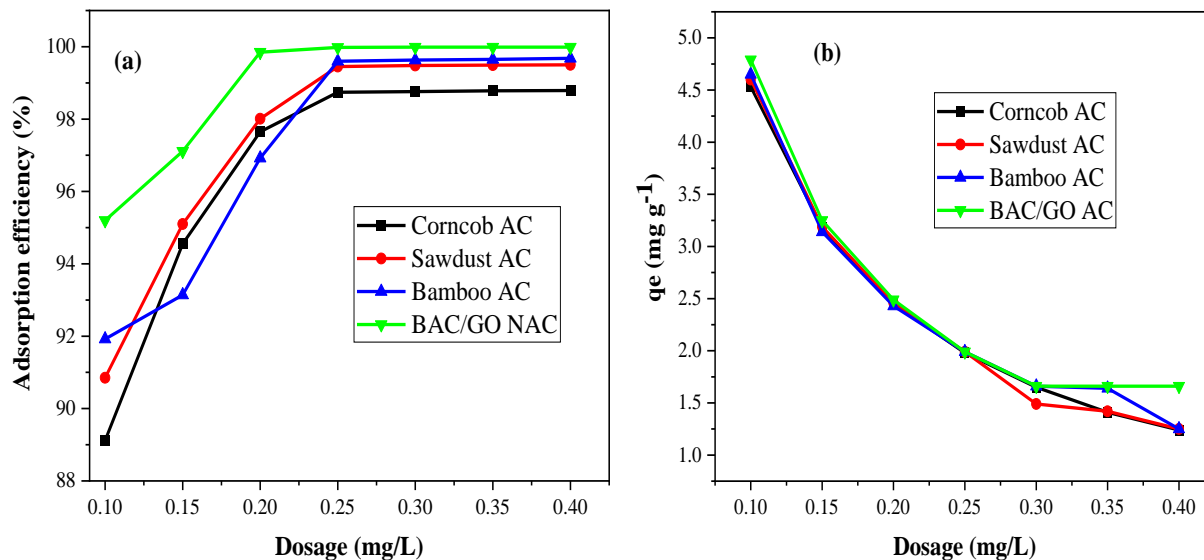 (a)
Adsorption efficiency (%)
100
98
96
94
92
90
88
Corncob AC
Sawdust AC
Bamboo AC
BAC/GO NAC
0.10 0.15 0.20 0.25 0.30 0.35 0.40
Dosage (mg/L)
(b)
qe (mg g⁻¹)
5.0
4.5
4.0
3.5
3.0
2.5
2.0
1.5
1.0
Corncob AC
Sawdust AC
Bamboo AC
BAC/GO AC
0.10 0.15 0.20 0.25 0.30 0.35 0.40
Dosage (mg/L)